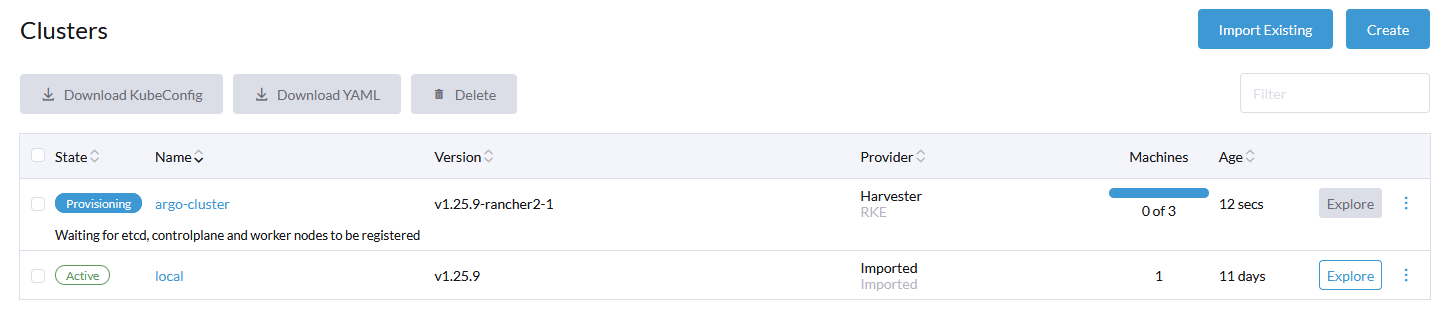 Clusters
Import Existing
Create
Download KubeConfig
Download YAML
Delete
Filter
State Name Version Provider Machines Age
Provisioning argo-cluster v1.25.9-rancher2-1 Harvester RKE 0 of 3 12 secs Explore
Waiting for etcd, controlplane and worker nodes to be registered
Active local v1.25.9 Imported Imported 1 11 days Explore